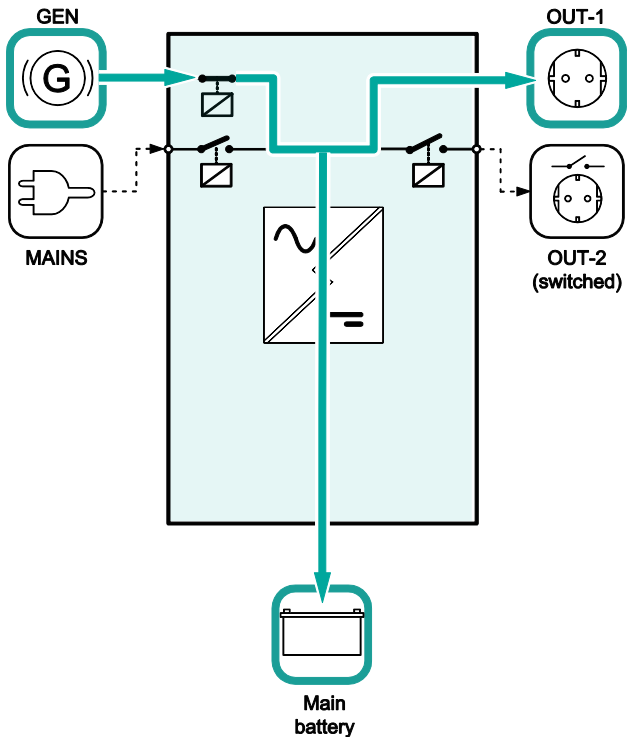 GEN
OUT-1
G
MAINS
OUT-2
(switched)
Main
battery